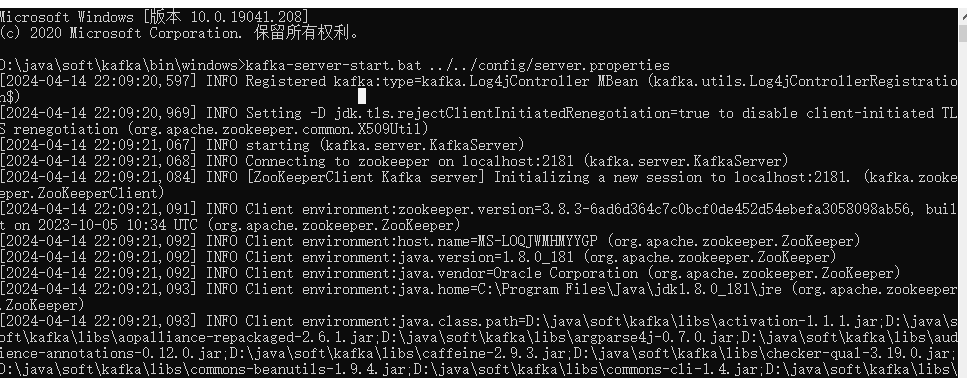 Microsoft Windows [版本 10.0.19041.208]
(c) 2020 Microsoft Corporation. 保留所有权利。
D:\java\soft\kafka\bin\windows>kafka-server-start.bat ../../config/server.properties
[2024-04-14 22:09:20,597] INFO Registered kafka:type=kafka.Log4jController MBean (kafka.utils.Log4jControllerRegistratio
n$)
[2024-04-14 22:09:20,969] INFO Setting -D jdk.tls.rejectClientInitiatedRenegotiation=true to disable client-initiated TL
S renegotiation (org.apache.zookeeper.common.X509Util)
[2024-04-14 22:09:21,067] INFO starting (kafka.server.KafkaServer)
[2024-04-14 22:09:21,068] INFO Connecting to zookeeper on localhost:2181 (kafka.server.KafkaServer)
[2024-04-14 22:09:21,084] INFO [ZooKeeperClient Kafka server] Initializing a new session to localhost:2181. (kafka.zooke
eper.ZooKeeperClient)
[2024-04-14 22:09:21,091] INFO Client environment:zookeeper.version=3.8.3-6ad6d364c7c0bcf0de452d54ebefa3058098ab56, buil
t on 2023-10-05 10:34 UTC (org.apache.zookeeper.ZooKeeper)
[2024-04-14 22:09:21,092] INFO Client environment:host.name=MS-LOQJWMHMYYGP (org.apache.zookeeper.ZooKeeper)
[2024-04-14 22:09:21,092] INFO Client environment:java.version=1.8.0_181 (org.apache.zookeeper.ZooKeeper)
[2024-04-14 22:09:21,092] INFO Client environment:java.vendor=Oracle Corporation (org.apache.zookeeper.ZooKeeper)
[2024-04-14 22:09:21,093] INFO Client environment:java.home=C:\Program Files\Java\jdk1.8.0_181\jre (org.apache.zookeeper
.ZooKeeper)
[2024-04-14 22:09:21,093] INFO Client environment:java.class.path=D:\java\soft\kafka\libs\activation-1.1.1.jar;D:\java\s
oft\kafka\libs\aopalliance-repackaged-2.6.1.jar;D:\java\soft\kafka\libs\argparse4j-0.7.0.jar;D:\java\soft\kafka\libs\aud
ience-annotations-0.12.0.jar;D:\java\soft\kafka\libs\caffeine-2.9.3.jar;D:\java\soft\kafka\libs\checker-qual-3.19.0.jar;
D:\java\soft\kafka\libs\commons-beanutils-1.9.4.jar;D:\java\soft\kafka\libs\commons-cli-1.4.jar;D:\java\soft\kafka\libs\